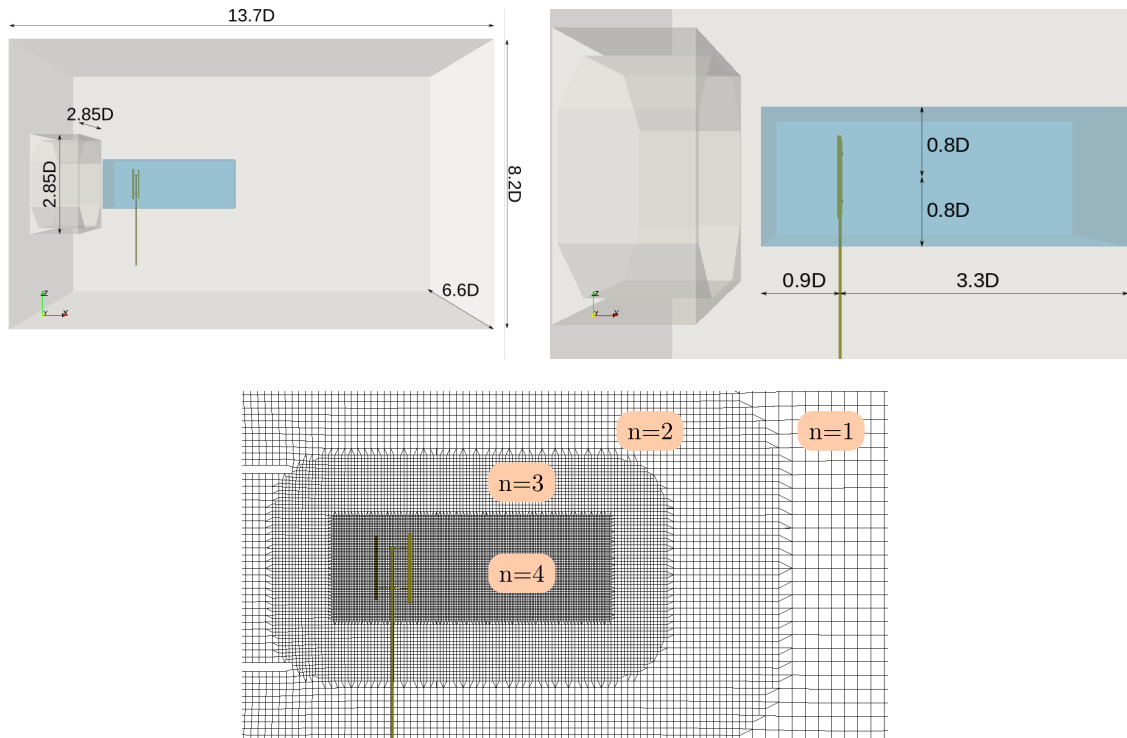 13.7D
2.85D
2.85D
8.2D
6.6D
Z
Y
X
0.8D
0.8D
0.9D
3.3D
Z
Y
X
n=2
n=1
n=3
n=4